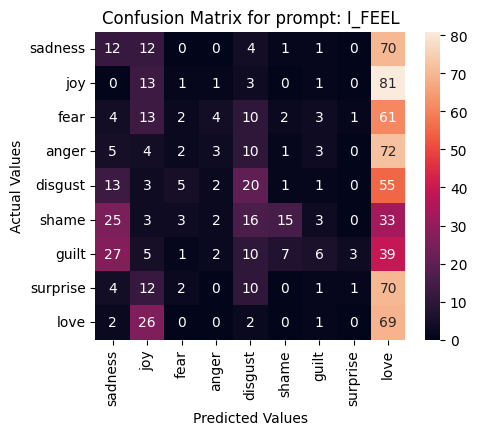 Confusion Matrix for prompt: I_FEEL
Actual Values
sadness 12 12 0 0 4 1 1 0 70
joy 0 13 1 1 3 0 1 0 81
fear 4 13 2 4 10 2 3 1 61
anger 5 4 2 3 10 1 3 0 72
disgust 13 3 5 2 20 1 1 0 55
shame 25 3 3 2 16 15 3 0 33
guilt 27 5 1 2 10 7 6 3 39
surprise 4 12 2 0 10 0 1 1 70
love 2 26 0 0 2 0 1 0 69
sadness joy fear anger disgust shame guilt surprise love
Predicted Values
80
70
60
50
40
30
20
10
0